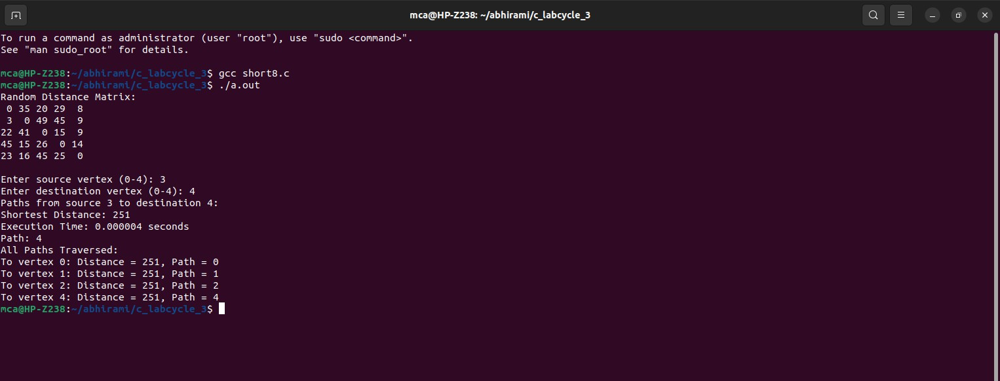 mca@HP-Z238: ~/abhirami/c_labcycle_3
To run a command as administrator (user "root"), use "sudo <command>".
See "man sudo_root" for details.

mca@HP-Z238:~/abhirami/c_labcycle_3$ gcc short8.c
mca@HP-Z238:~/abhirami/c_labcycle_3$ ./a.out
Random Distance Matrix:
 0 35 20 29  8
 3  0 49 45  9
22 41  0 15  9
45 15 26  0 14
23 16 45 25  0

Enter source vertex (0-4): 3
Enter destination vertex (0-4): 4
Paths from source 3 to destination 4:
Shortest Distance: 251
Execution Time: 0.000004 seconds
Path: 4
All Paths Traversed:
To vertex 0: Distance = 251, Path = 0
To vertex 1: Distance = 251, Path = 1
To vertex 2: Distance = 251, Path = 2
To vertex 4: Distance = 251, Path = 4
mca@HP-Z238:~/abhirami/c_labcycle_3$